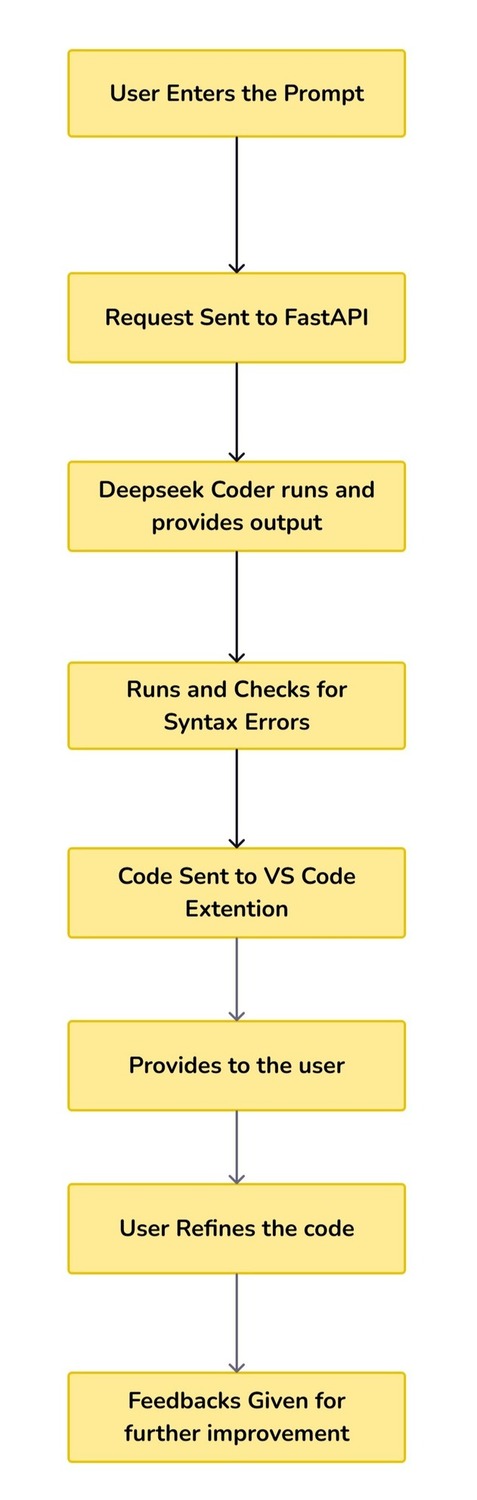 User Enters the Prompt
Request Sent to FastAPI
Deepseek Coder runs and
provides output
Runs and Checks for
Syntax Errors
Code Sent to VS Code
Extention
Provides to the user
User Refines the code
Feedbacks Given for
further improvement